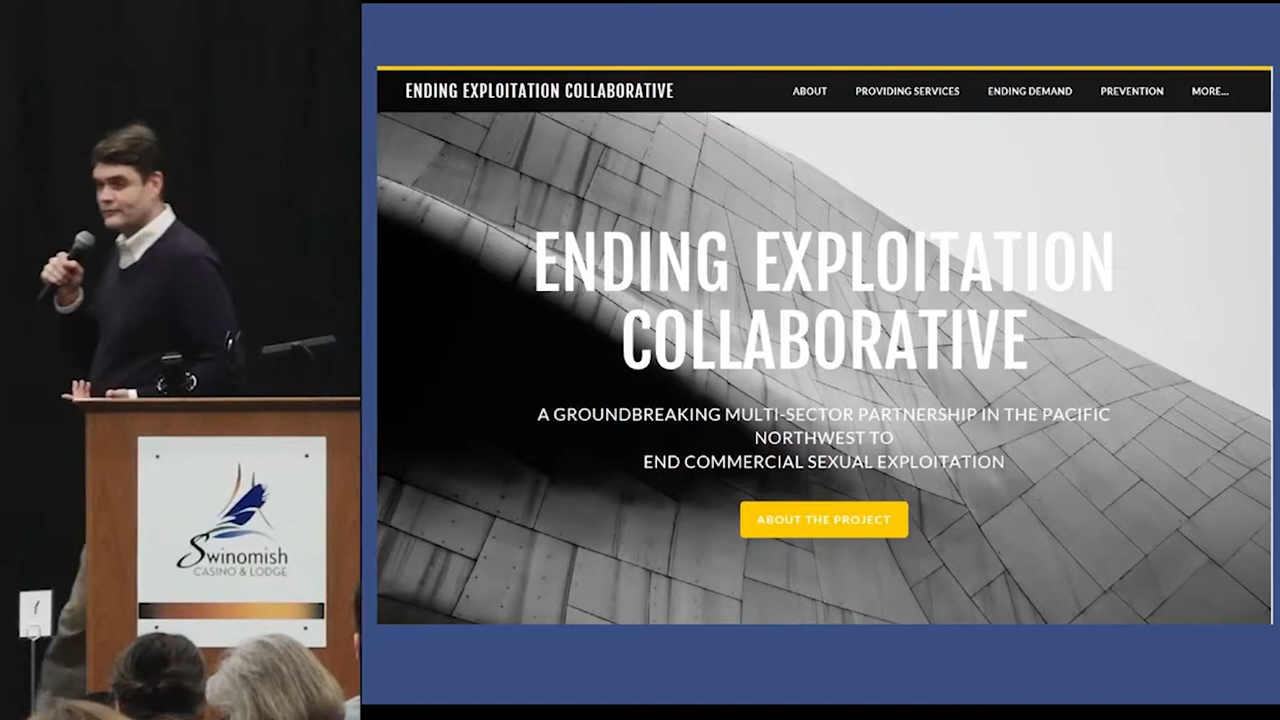 ENDING EXPLOITATION COLLABORATIVE
ABOUT
PROVIDING SERVICES
ENDING DEMAND
PREVENTION
MORE...
ENDING EXPLOITATION
COLLABORATIVE
A GROUNDBREAKING MULTI-SECTOR PARTNERSHIP IN THE PACIFIC
NORTHWEST TO
END COMMERCIAL SEXUAL EXPLOITATION
ABOUT THE PROJECT
Swinomish
CASINO & LODGE
1